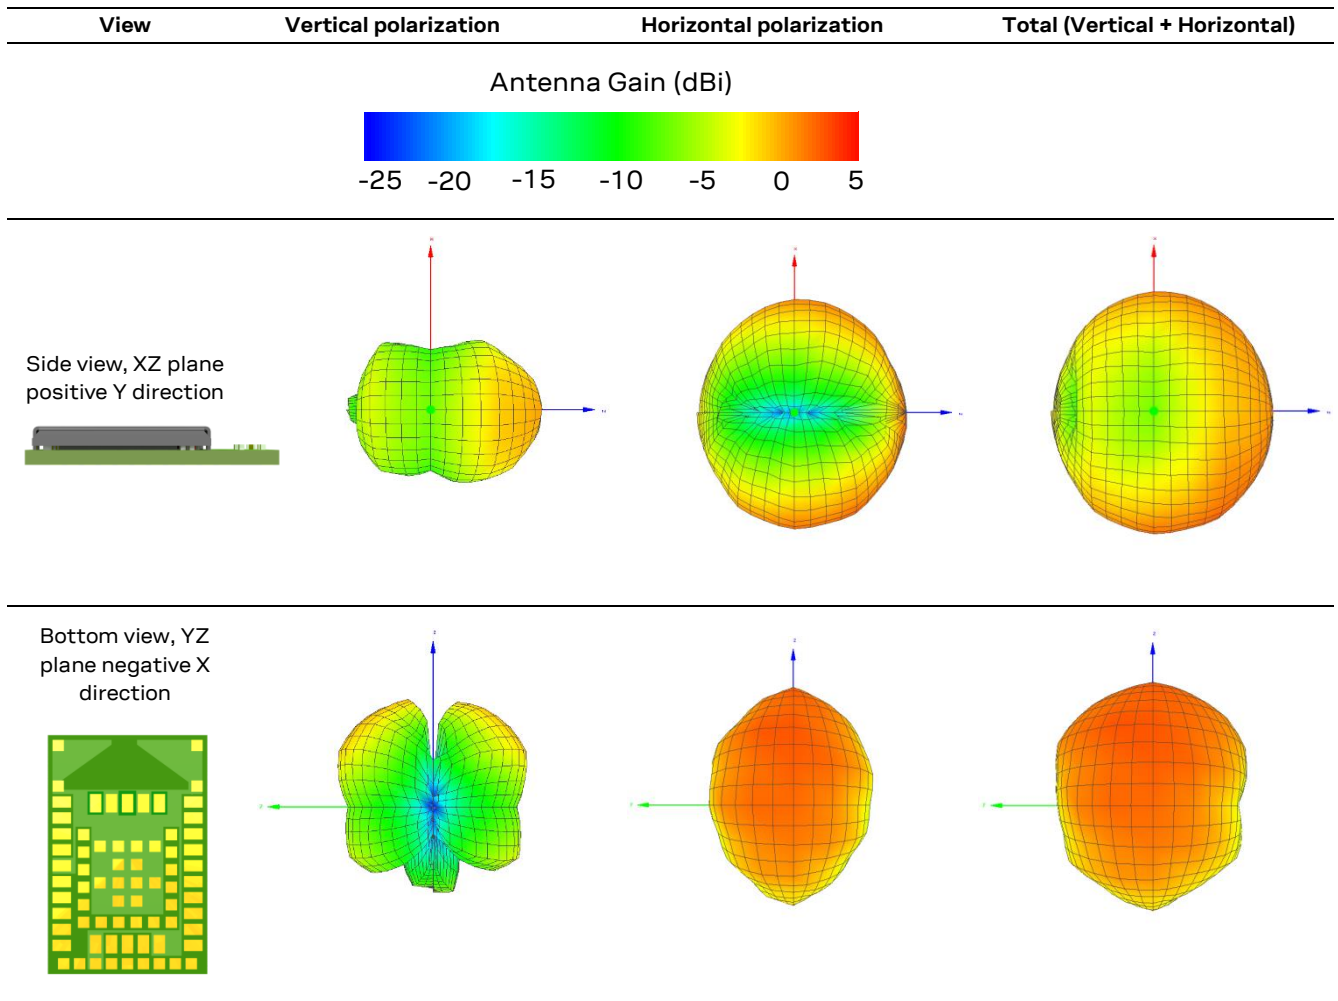 View Vertical polarization Horizontal polarization Total (Vertical + Horizontal)
Antenna Gain (dBi)
-25 -20 -15 -10 -5 0 5
Side view, XZ plane
positive Y direction
Bottom view, YZ
plane negative X
direction